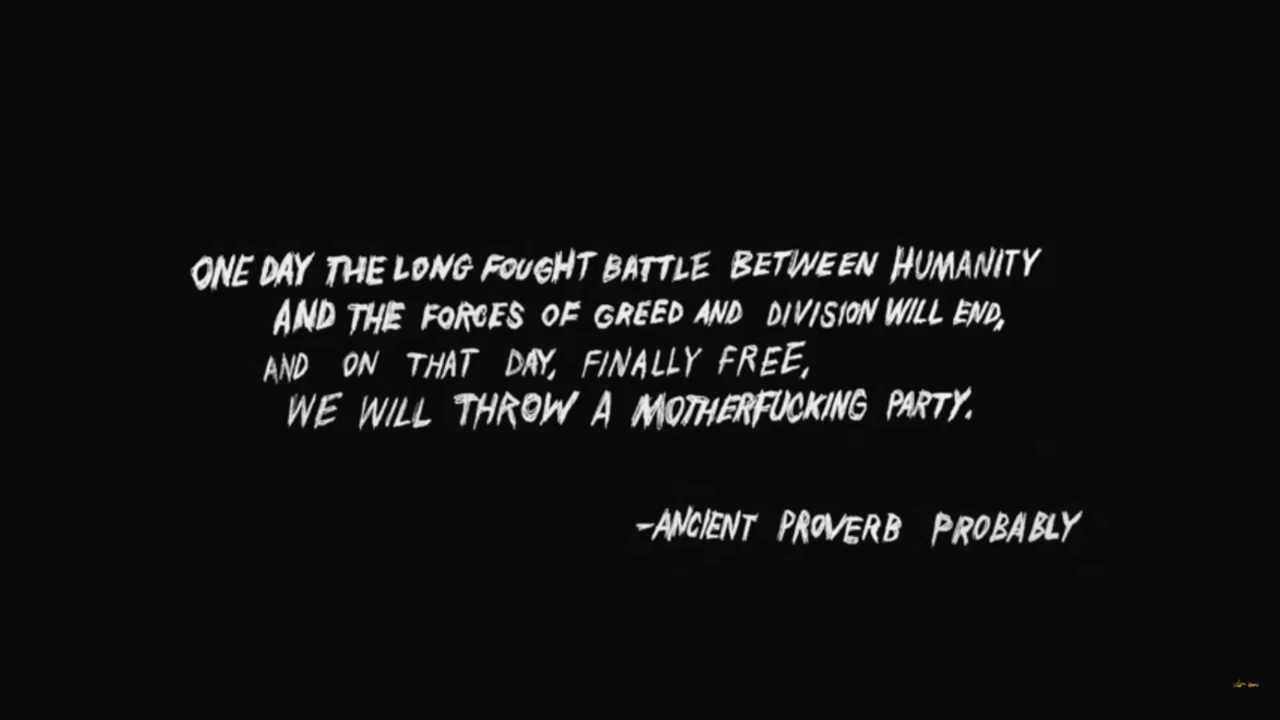 ONE DAY THE LONG FOUGHT BATTLE BETWEEN HUMANITY
AND THE FORCES OF GREED AND DIVISION WILL END,
AND ON THAT DAY, FINALLY FREE,
WE WILL THROW A MOTHERFUCKING PARTY.
-ANCIENT PROVERB PROBABLY